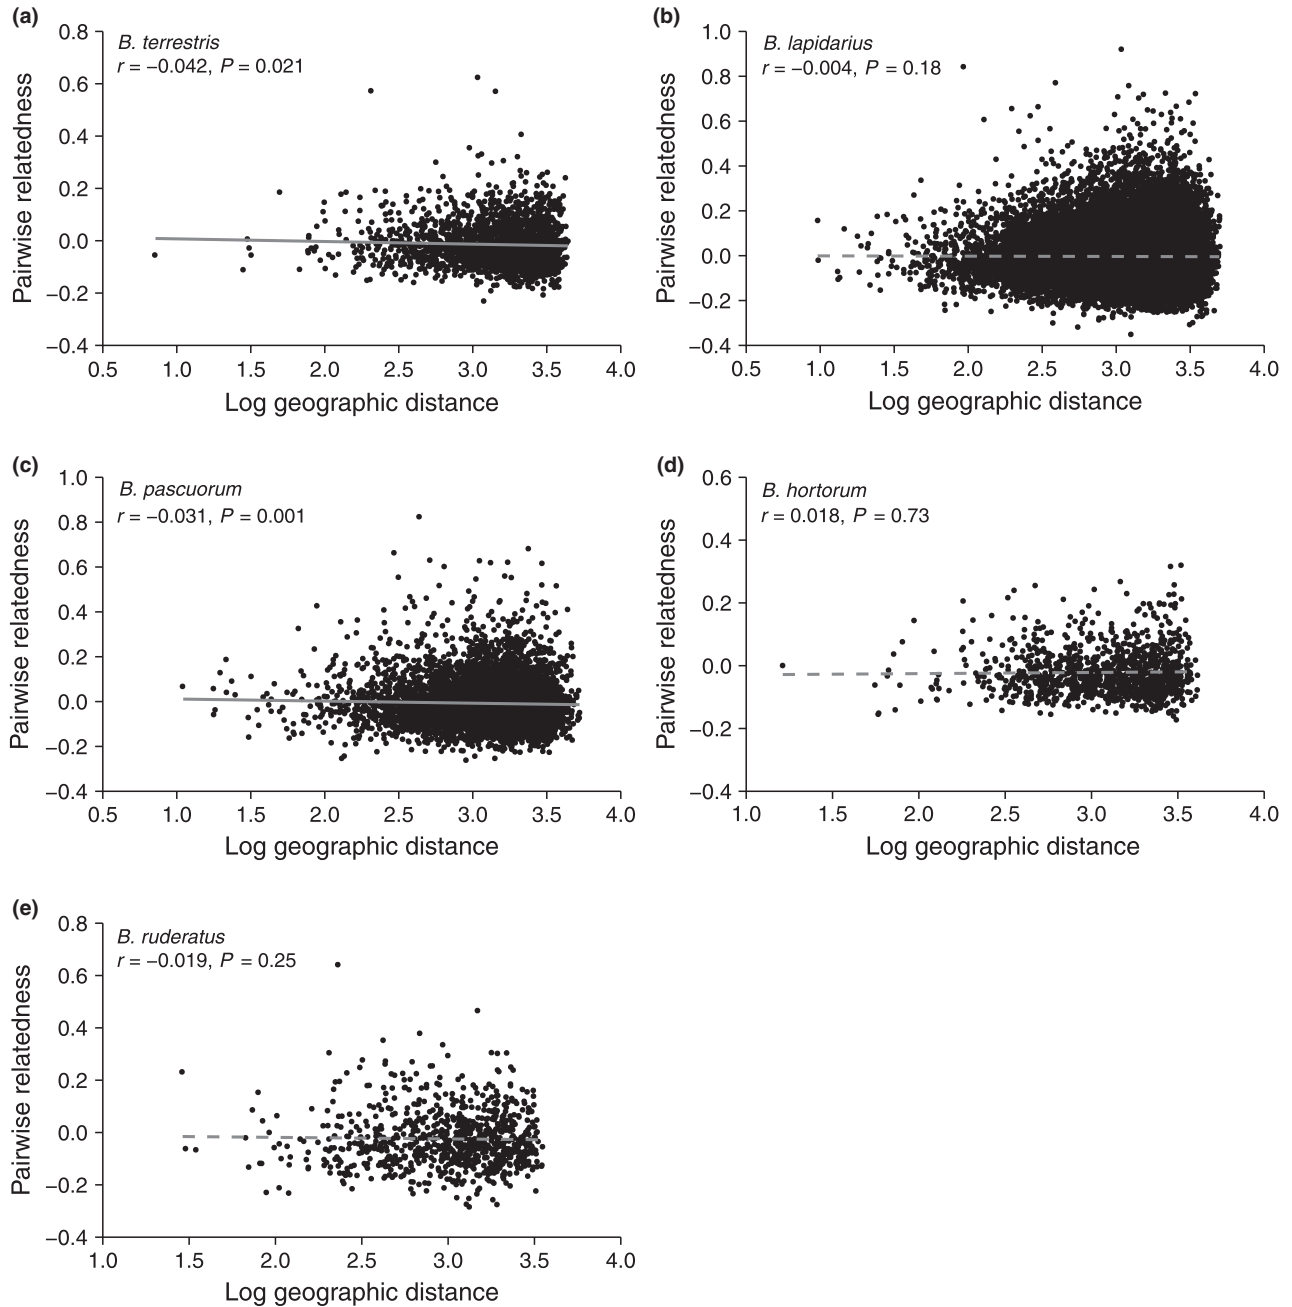 (a)
B. terrestris
r = −0.042, P = 0.021
Pairwise relatedness
0.8
0.6
0.4
0.2
0.0
−0.2
−0.4
0.5 1.0 1.5 2.0 2.5 3.0 3.5 4.0
Log geographic distance
(b)
B. lapidarius
r = −0.004, P = 0.18
Pairwise relatedness
1.0
0.8
0.6
0.4
0.2
0.0
−0.2
−0.4
0.5 1.0 1.5 2.0 2.5 3.0 3.5 4.0
Log geographic distance
(c)
B. pascuorum
r = −0.031, P = 0.001
Pairwise relatedness
1.0
0.8
0.6
0.4
0.2
0.0
−0.2
−0.4
0.5 1.0 1.5 2.0 2.5 3.0 3.5 4.0
Log geographic distance
(d)
B. hortorum
r = 0.018, P = 0.73
Pairwise relatedness
0.6
0.4
0.2
0.0
−0.2
−0.4
1.0 1.5 2.0 2.5 3.0 3.5 4.0
Log geographic distance
(e)
B. ruderatus
r = −0.019, P = 0.25
Pairwise relatedness
0.8
0.6
0.4
0.2
0.0
−0.2
−0.4
1.0 1.5 2.0 2.5 3.0 3.5 4.0
Log geographic distance